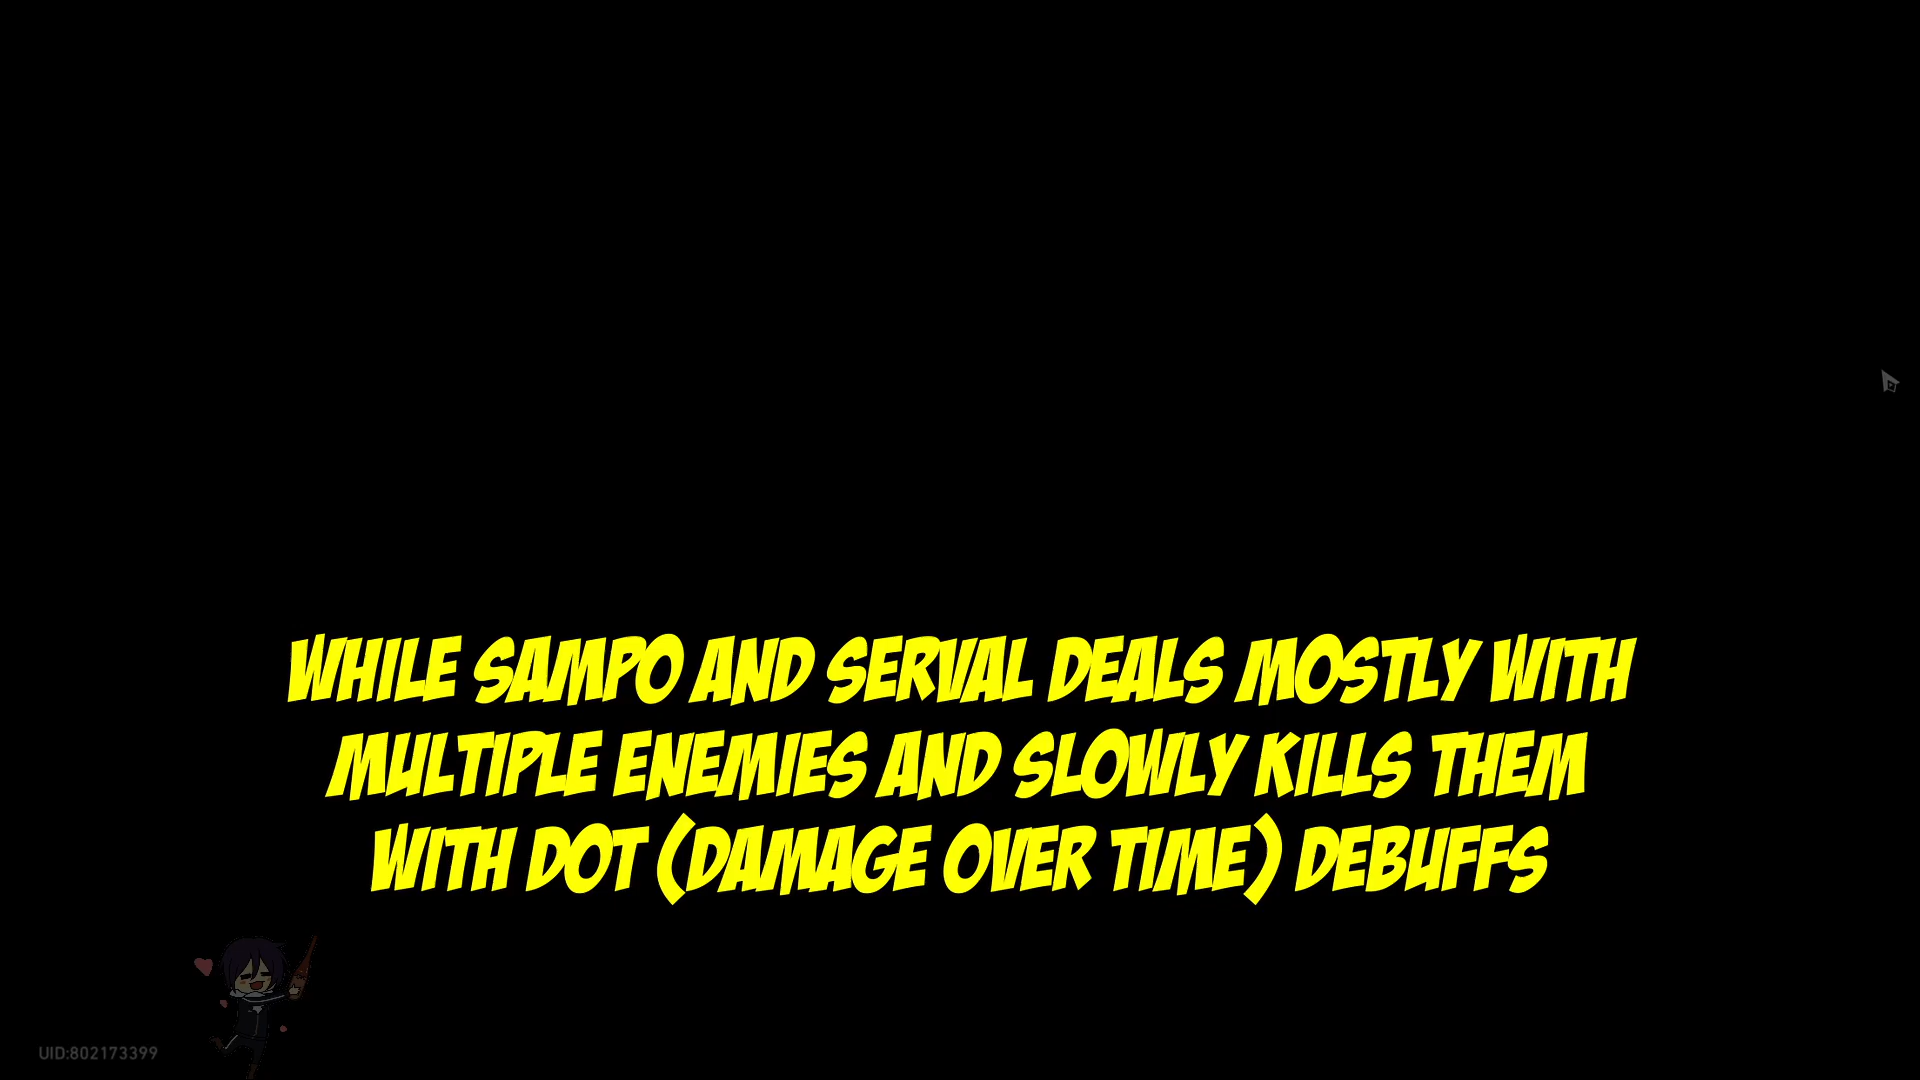 WHILE SAMPO AND SERVAL DEALS MOSTLY WITH
MULTIPLE ENEMIES AND SLOWLY KILLS THEM
WITH DOT (DAMAGE OVER TIME) DEBUFFS
UID:802173399